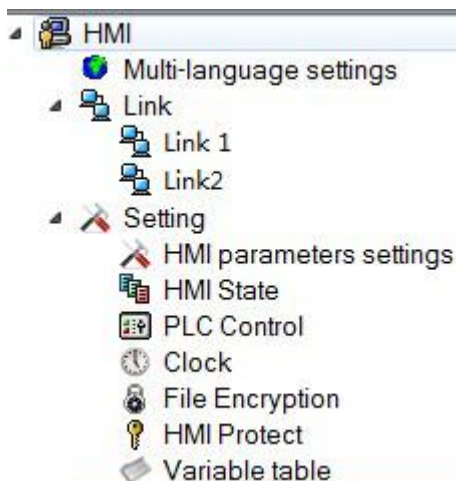 HMI
Multi-language settings
Link
Link 1
Link2
Setting
HMI parameters settings
HMI State
PLC Control
Clock
File Encryption
HMI Protect
Variable table